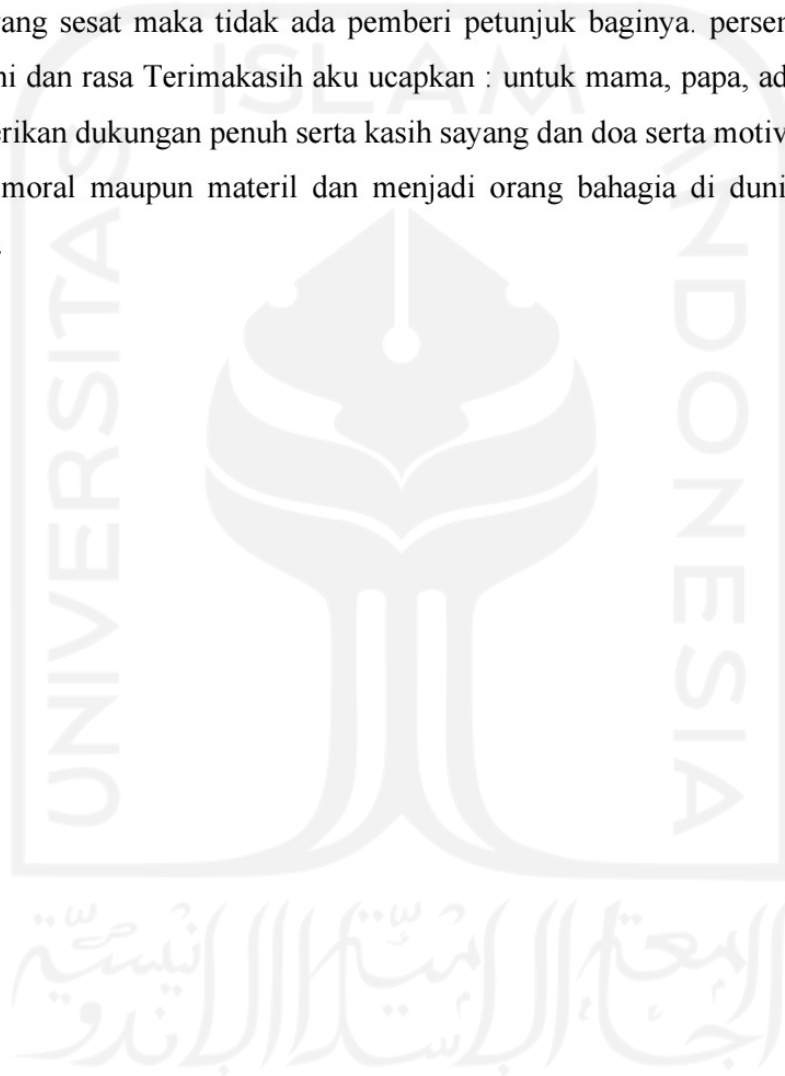 yang sesat maka tidak ada pemberi petunjuk baginya. perse
ni dan rasa Terimakasih aku ucapkan : untuk mama, papa, ad
erikan dukungan penuh serta kasih sayang dan doa serta motiv
moral maupun materil dan menjadi orang bahagia di duni
.
ISLAM
UNIVERSITAS
INDONESIA